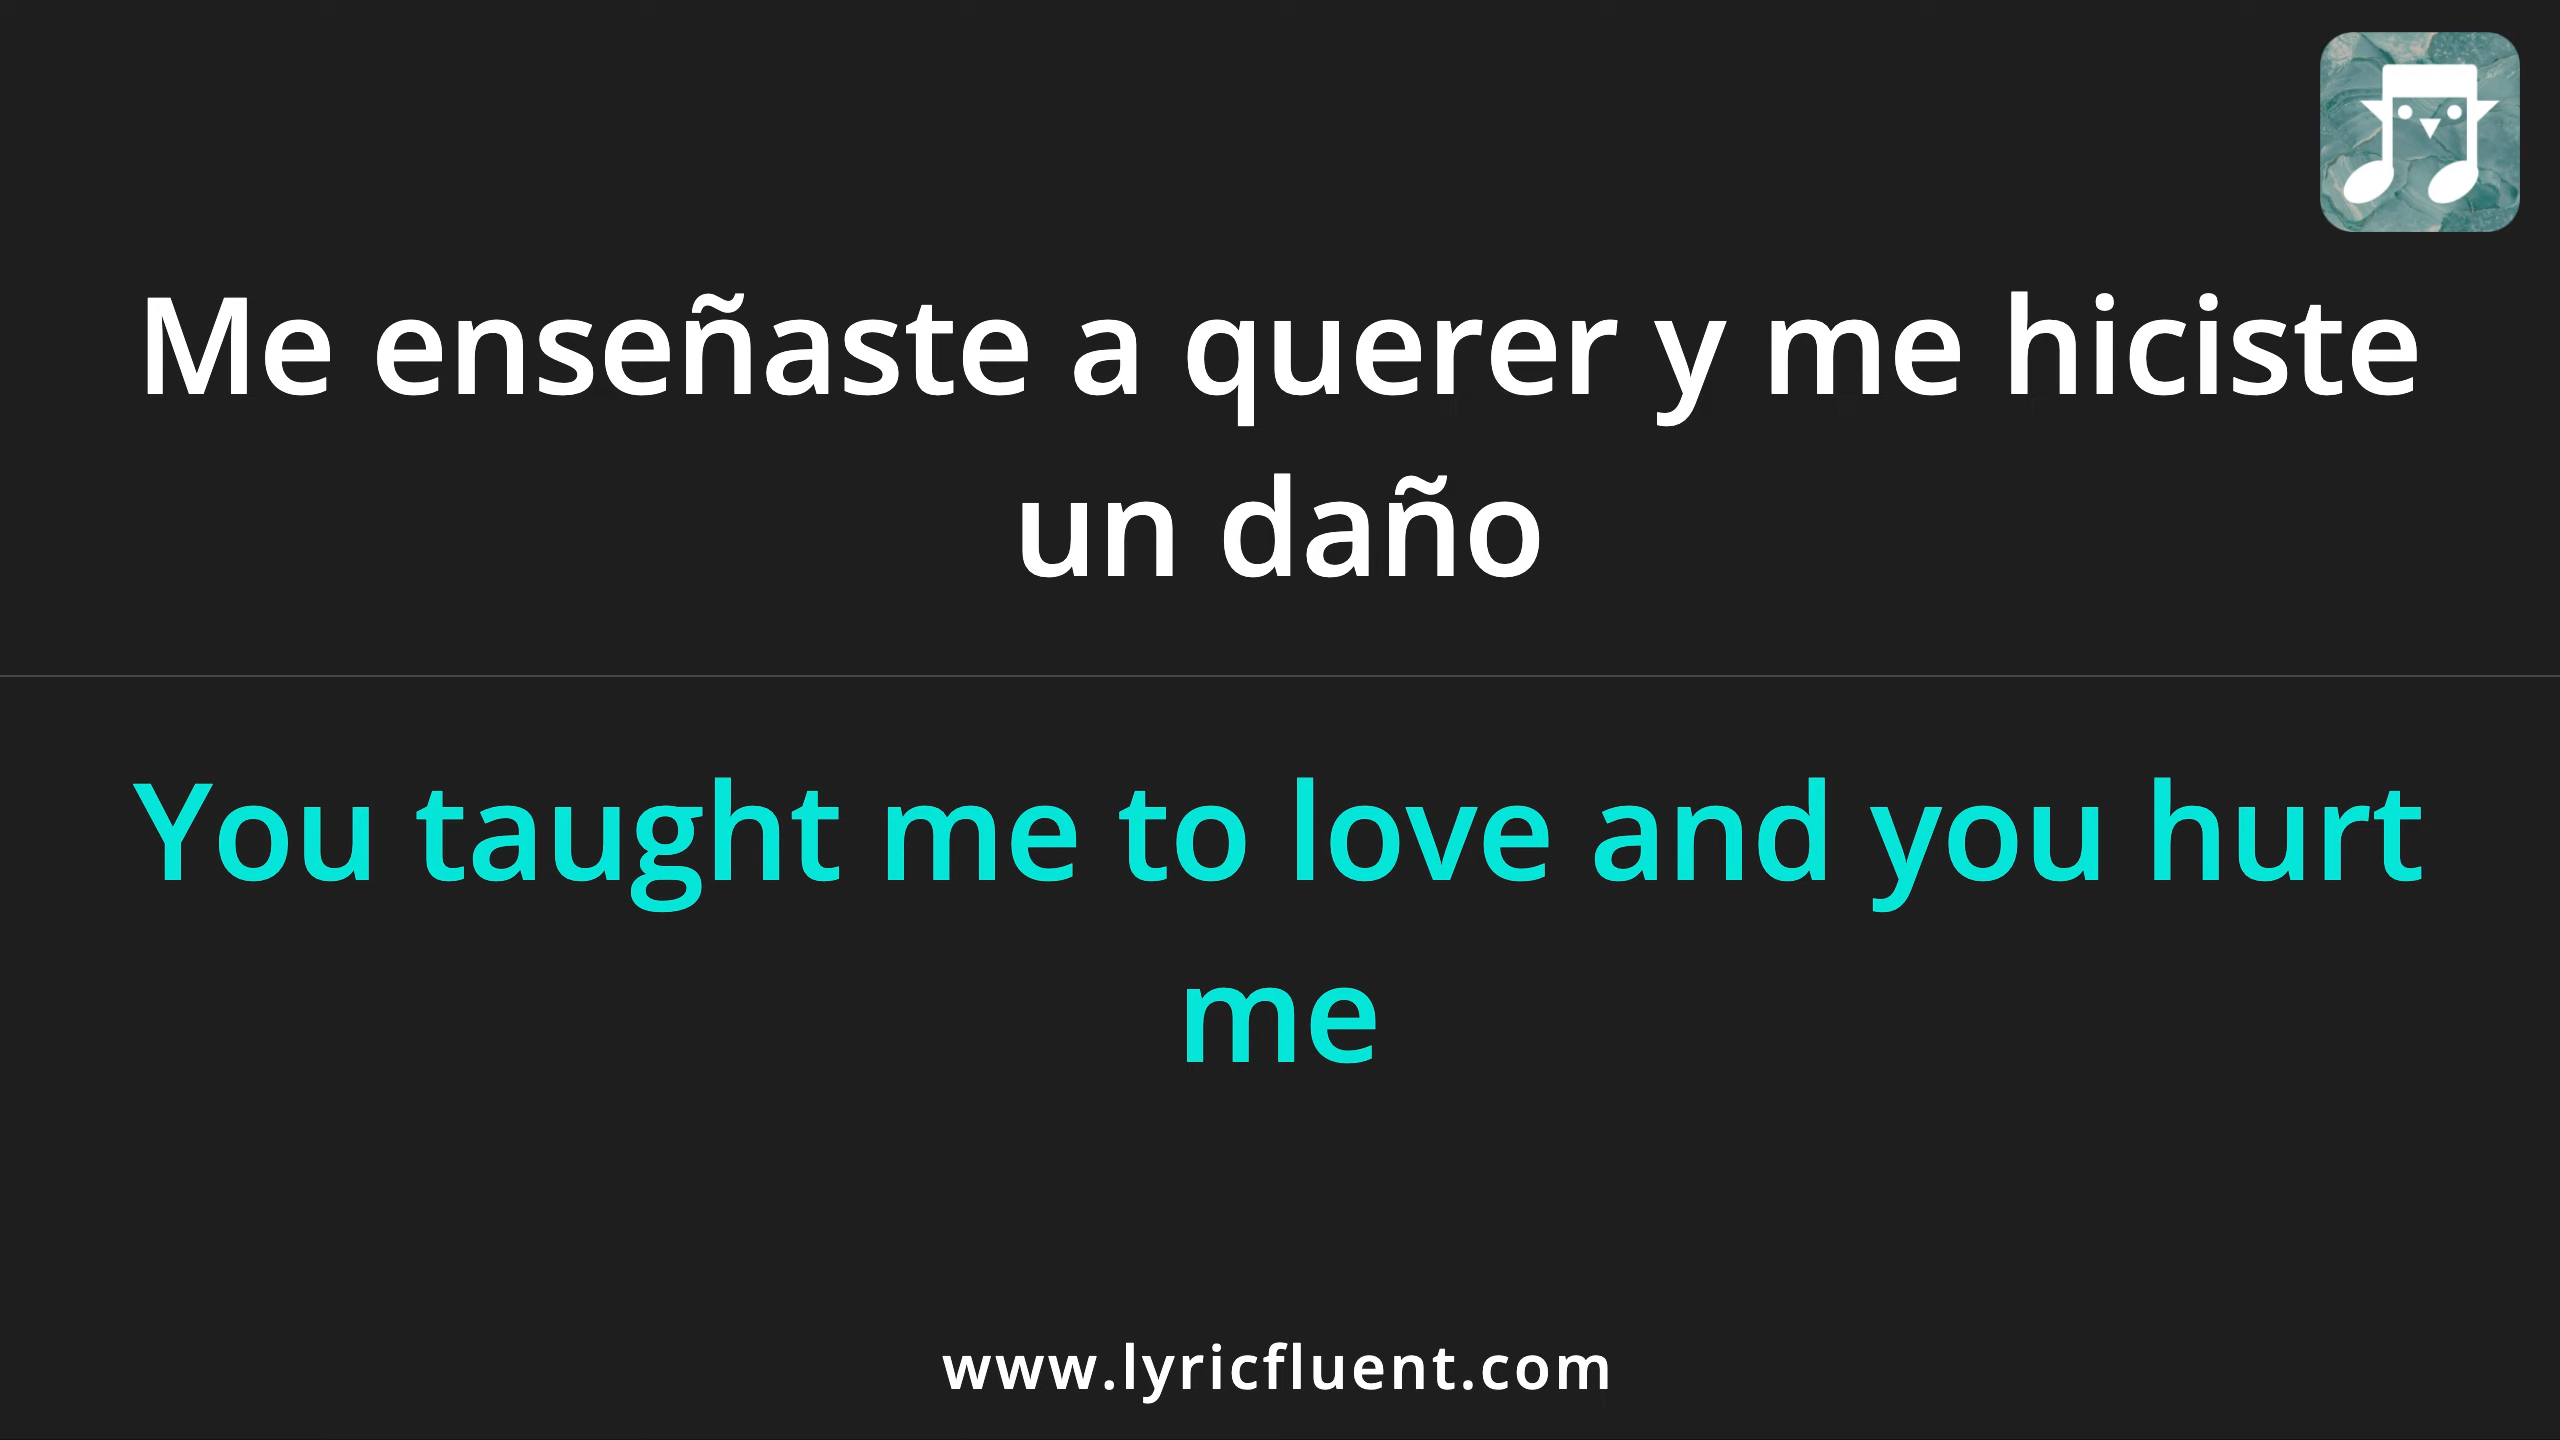 Me enseñaste a querer y me hiciste
un daño
You taught me to love and you hurt
me
www.lyricfluent.com